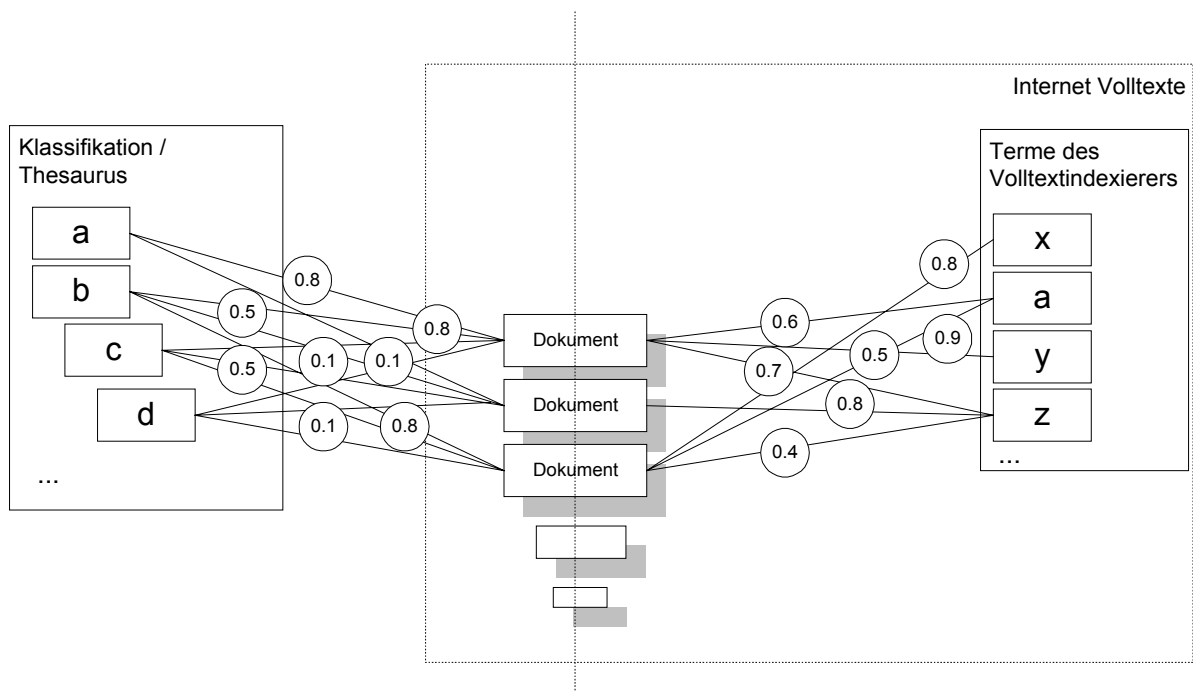 Internet Volltexte
Klassifikation /
Thesaurus
a
b
c
d
...
0.8
0.5
0.8
0.1
0.1
0.5
0.1
0.8
Dokument
Dokument
Dokument
0.8
0.6
0.9
0.5
0.7
0.8
0.4
Terme des
Volltextindexierers
x
a
y
z
...